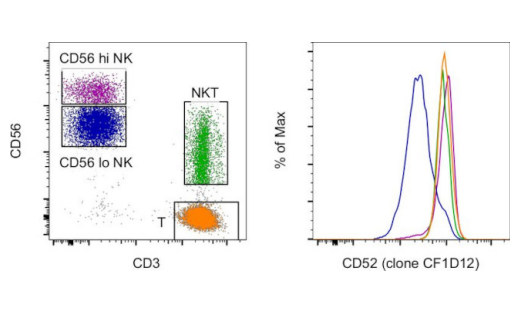 CD56 hi NK
NKT
CD56 lo NK
T
CD56
CD3
% of Max
CD52 (clone CF1D12)